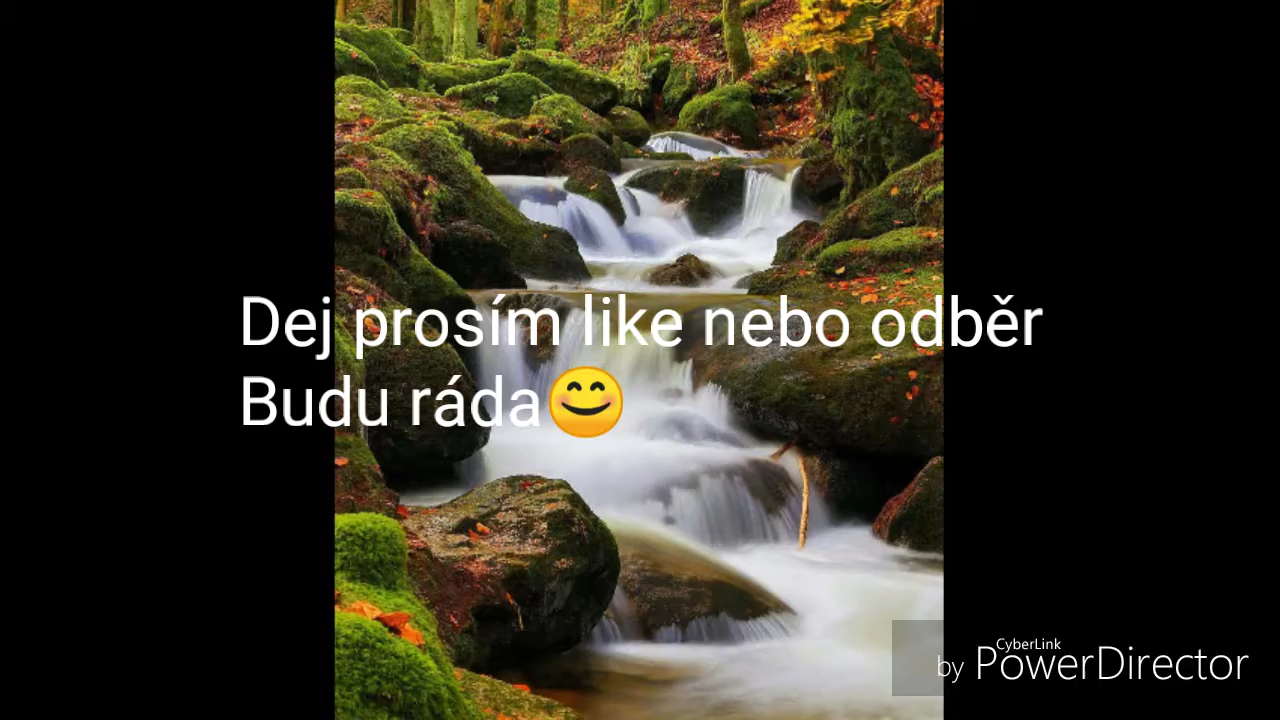 Dej prosím like nebo odběr
Budu ráda😊
CyberLink
by PowerDirector